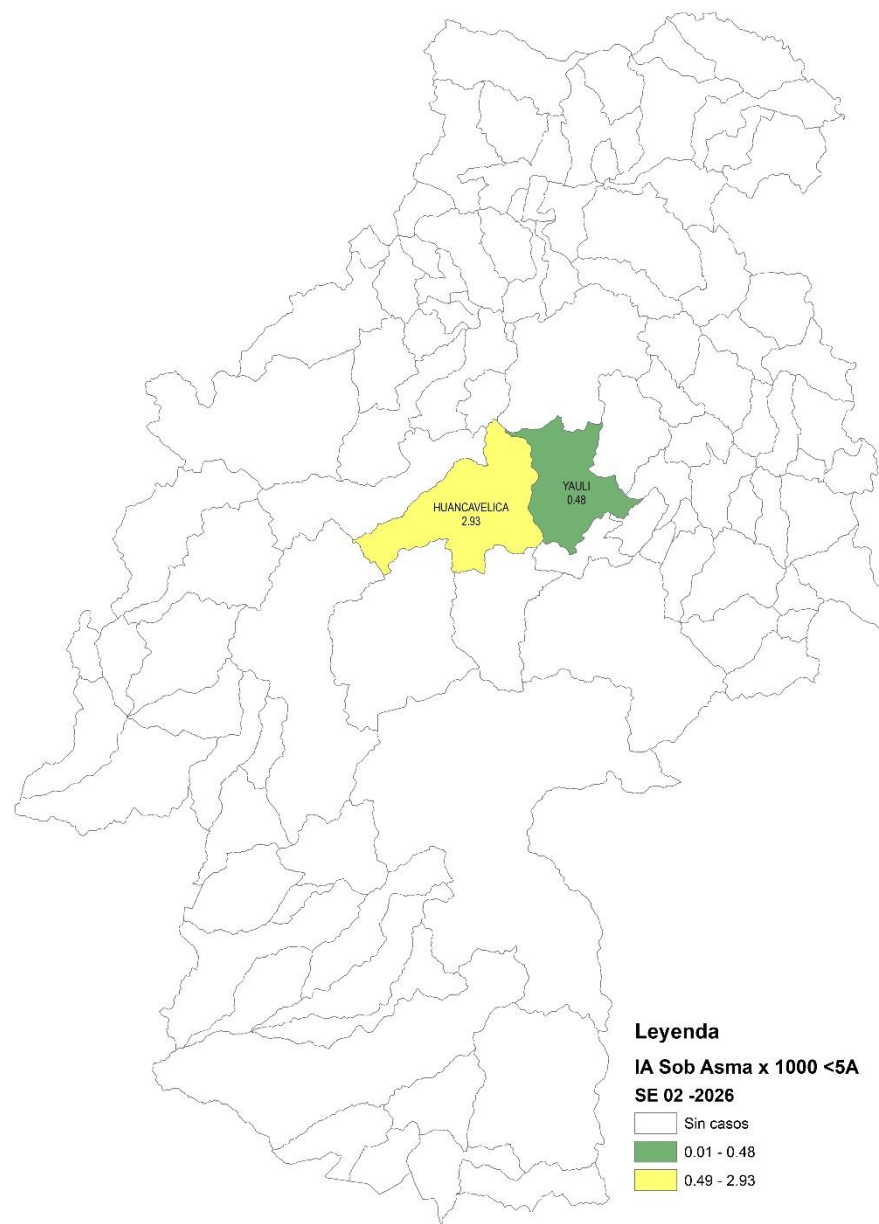 YAULI
0.48
HUANCAVELICA
2.93
Leyenda
IA Sob Asma x 1000 <5A
SE 02 -2026
Sin casos
0.01 - 0.48
0.49 - 2.93